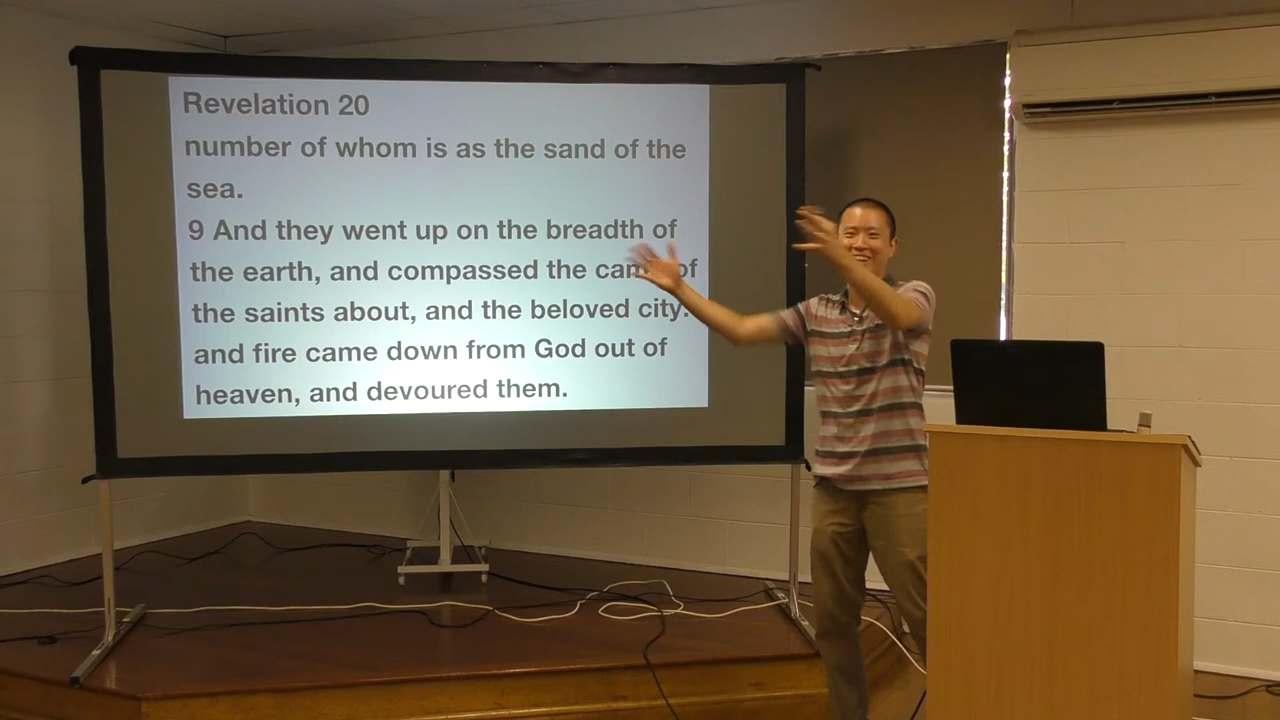 Revelation 20
number of whom is as the sand of the
sea.
9 And they went up on the breadth of
the earth, and compassed the camp of
the saints about, and the beloved city:
and fire came down from God out of
heaven, and devoured them.